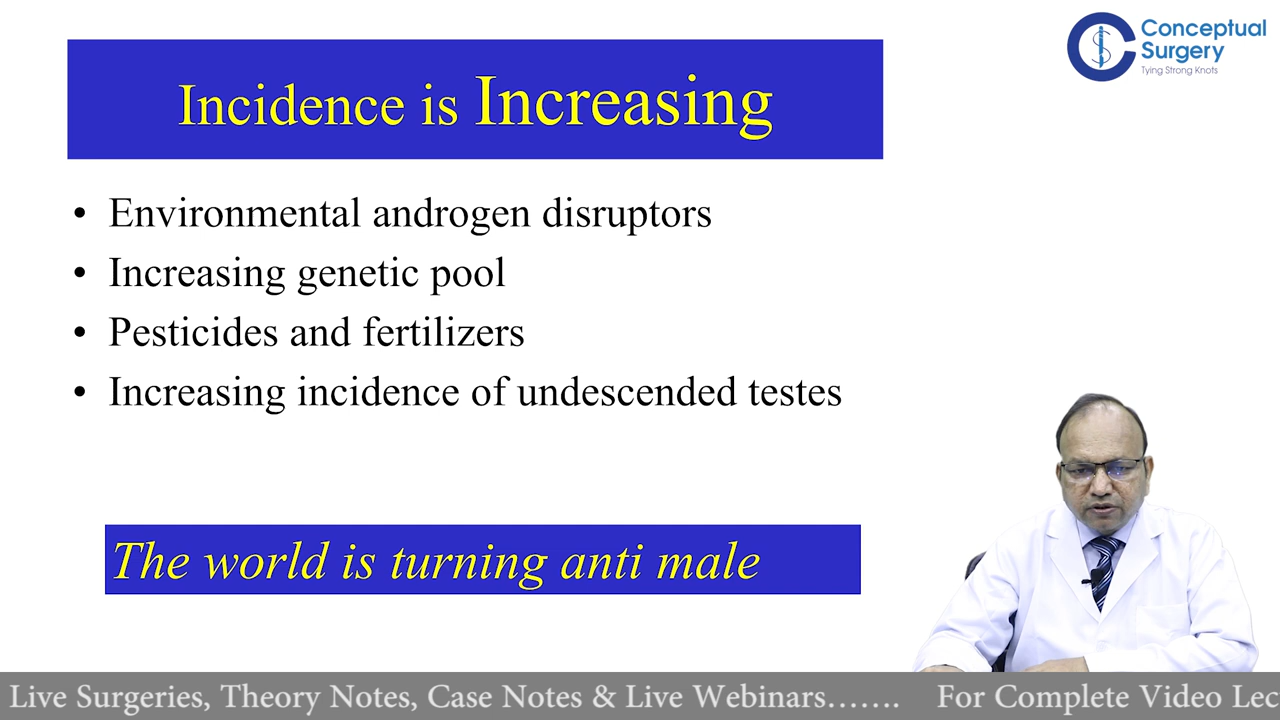 Conceptual
Surgery
Tying Strong Knots
Incidence is Increasing
• Environmental androgen disruptors
• Increasing genetic pool
• Pesticides and fertilizers
• Increasing incidence of undescended testes
The world is turning anti male
Live Surgeries, Theory Notes, Case Notes & Live Webinars....... For Complete Video Lec